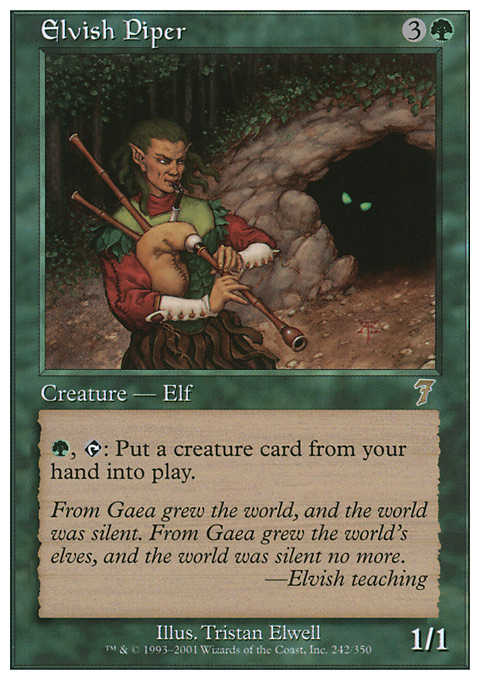 Elvish Piper 3
Creature — Elf 7
: Put a creature card from your
hand into play.
From Gaea grew the world, and the world
was silent. From Gaea grew the world's
elves, and the world was silent no more.
—Elvish teaching
Illus. Tristan Elwell
™ & © 1993–2001 Wizards of the Coast, Inc. 242/350
1/1